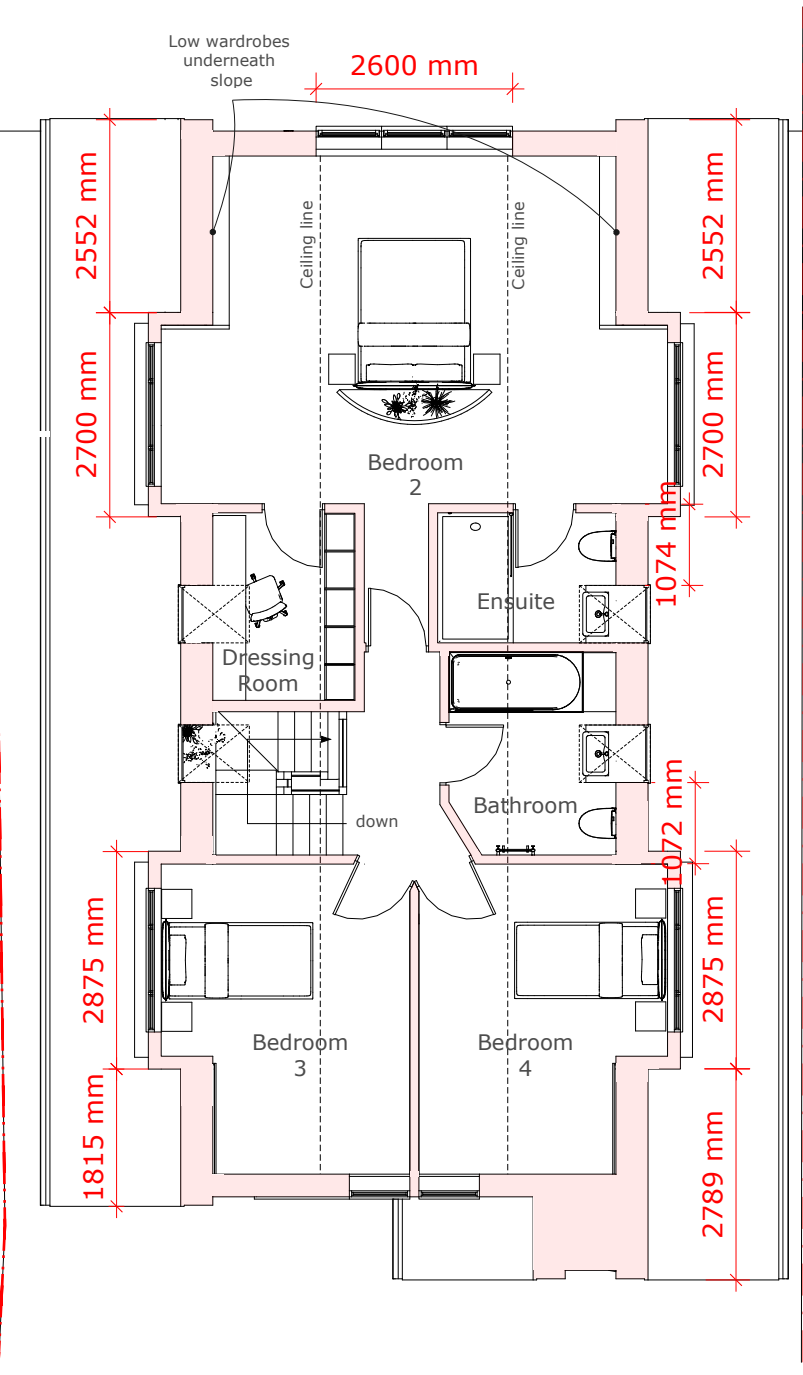 Low wardrobes
underneath
slope
2600 mm
2552 mm
2552 mm
Ceiling line
Ceiling line
2700 mm
2700 mm
Bedroom
2
1074 mm
Ensuite
Dressing
Room
Bathroom
1072 mm
down
2875 mm
2875 mm
Bedroom
3
Bedroom
4
1815 mm
2789 mm